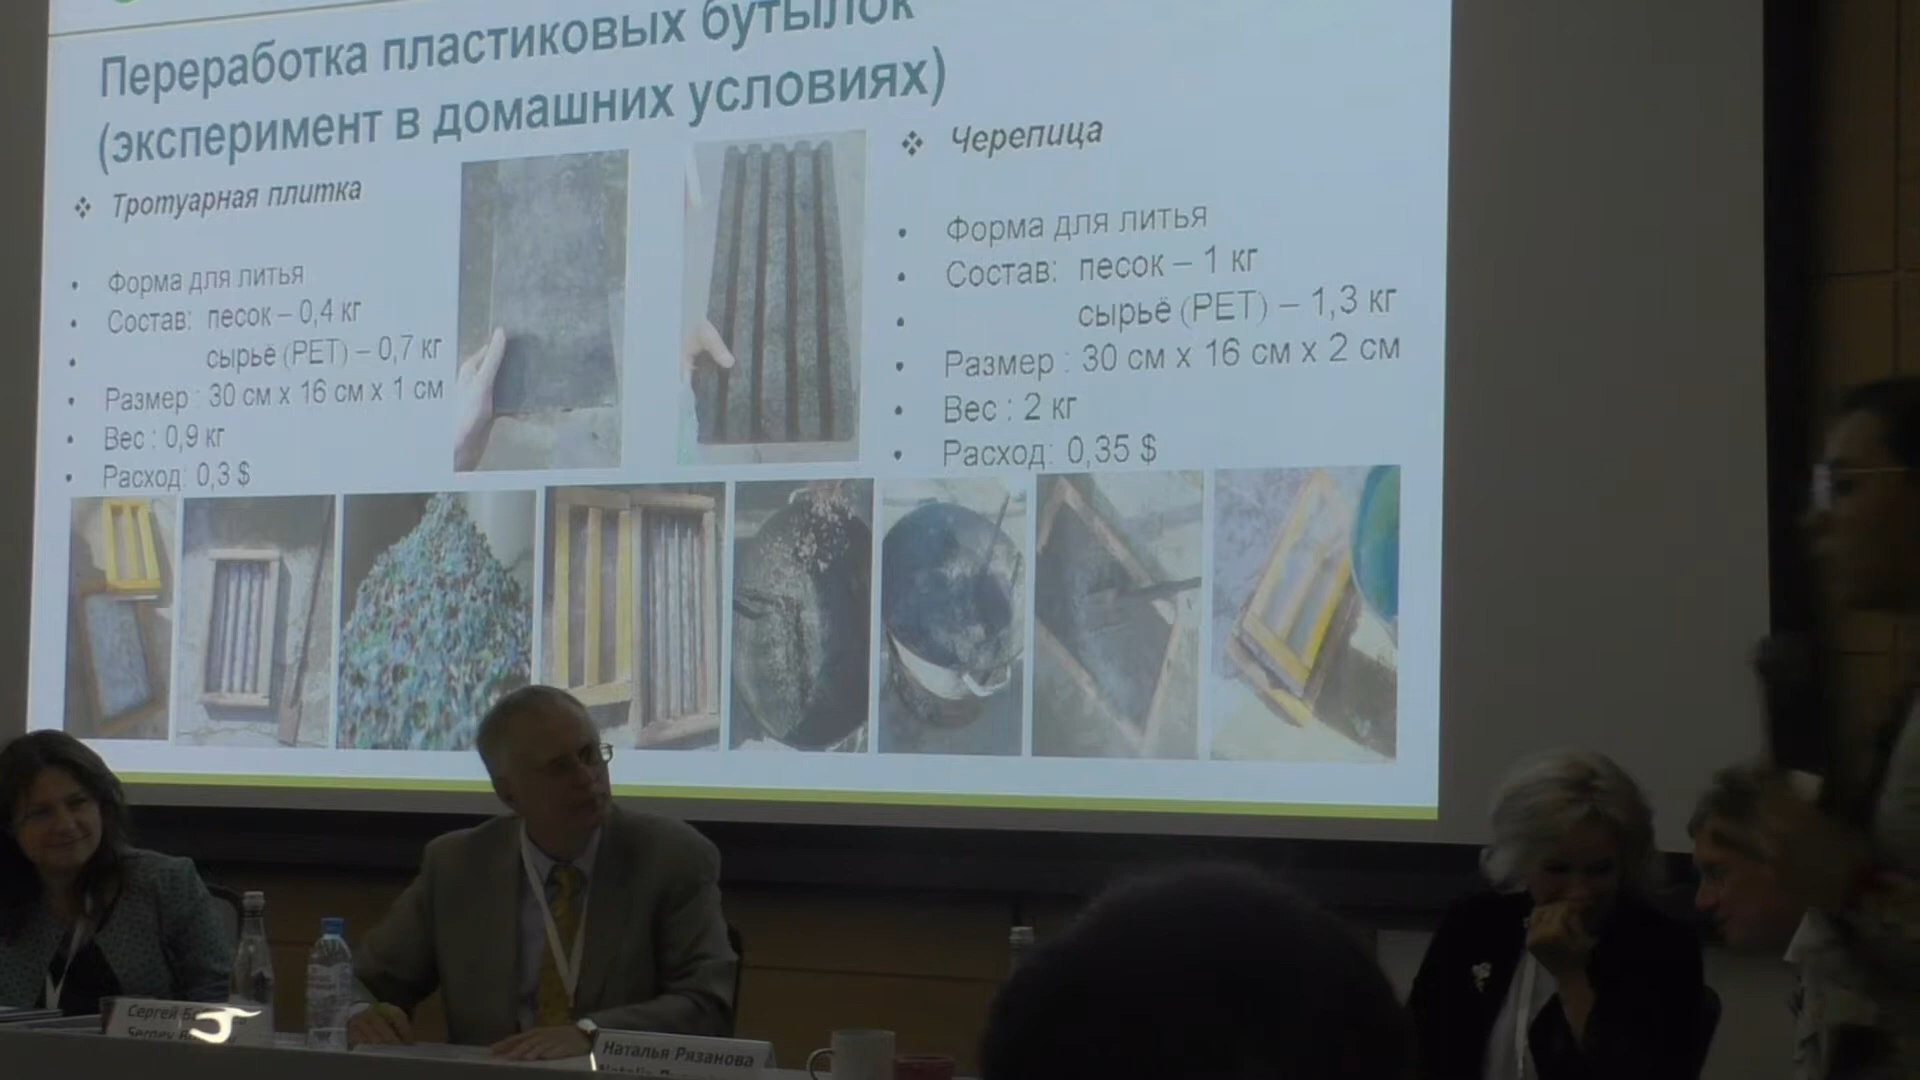 Переработка пластиковых бутылок
(эксперимент в домашних условиях)
❖ Тротуарная плитка
• Форма для литья
• Состав: песок – 0,4 кг
• сырьё (PET) – 0,7 кг
• Размер : 30 см x 16 см x 1 см
• Вес : 0,9 кг
• Расход: 0,3 $
❖ Черепица
• Форма для литья
• Состав: песок – 1 кг
• сырьё (PET) – 1,3 кг
• Размер : 30 см x 16 см x 2 см
• Вес : 2 кг
• Расход: 0,35 $
Сергей
Sergey
Наталья Рязанова
Natalia